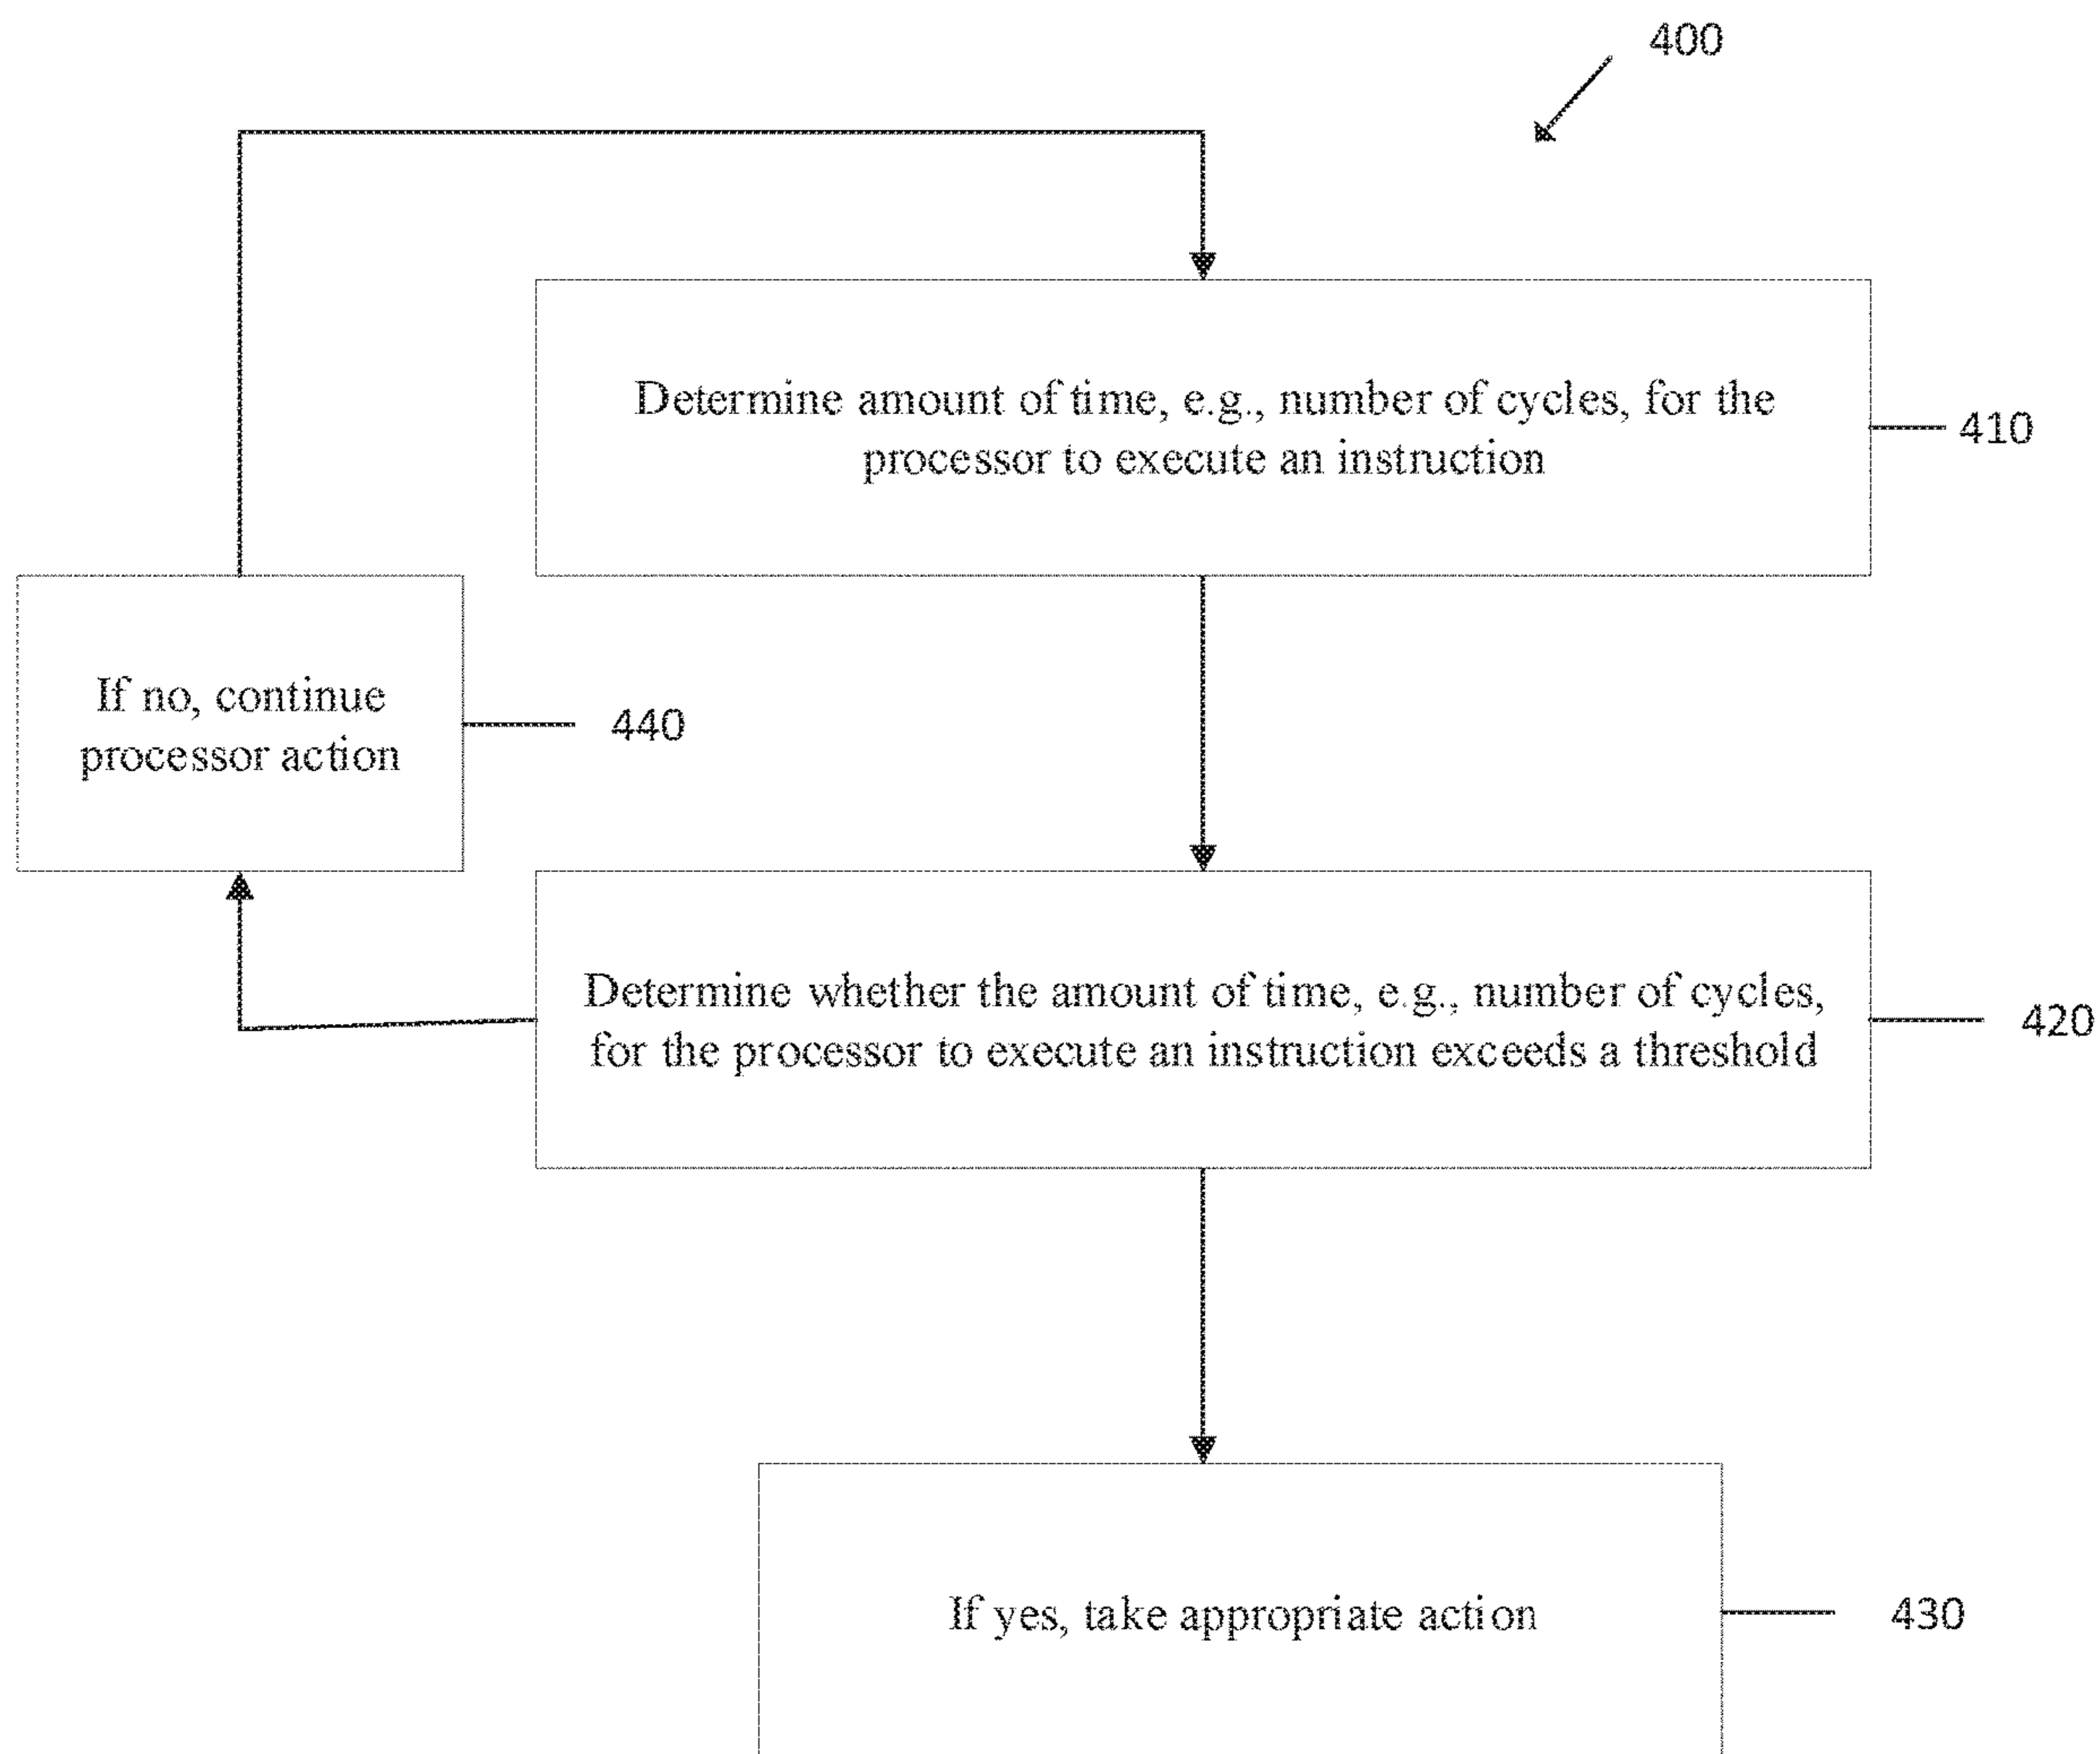 400
Determine amount of time, e.g., number of cycles, for the
processor to execute an instruction
410
If no, continue
processor action
440
Determine whether the amount of time, e.g., number of cycles,
for the processor to execute an instruction exceeds a threshold
420
If yes, take appropriate action
430